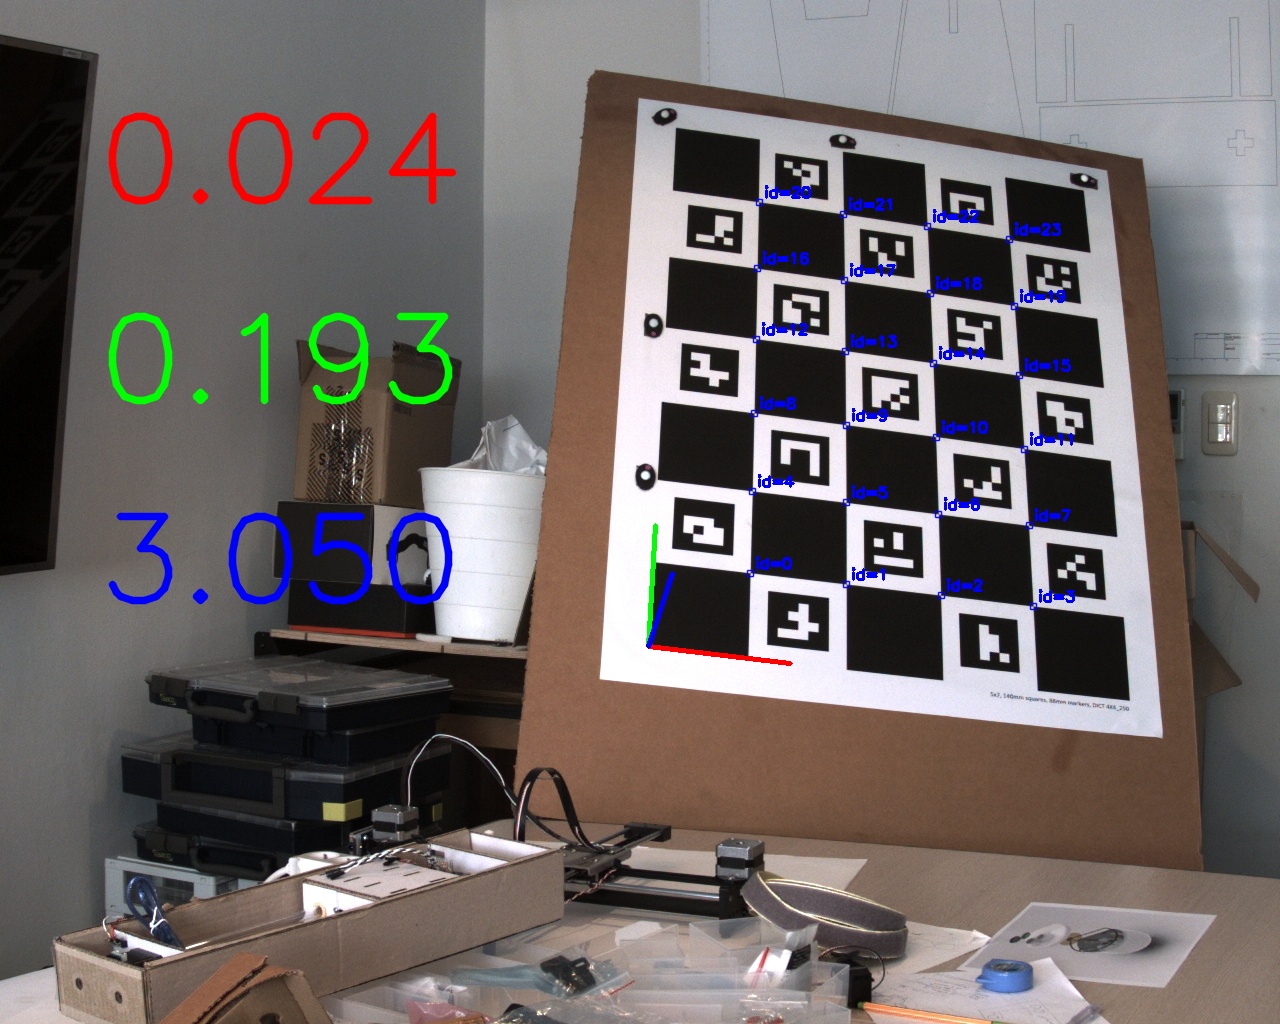 0.024
0.193
3.050
id=20
id=21
id=22
id=23
id=16
id=17
id=18
id=19
id=12
id=13
id=14
id=15
id=8
id=9
id=10
id=11
id=4
id=5
id=6
id=7
id=0
id=1
id=2
id=3
5x7, 140mm squares, 88mm markers, DICT 4X4_250